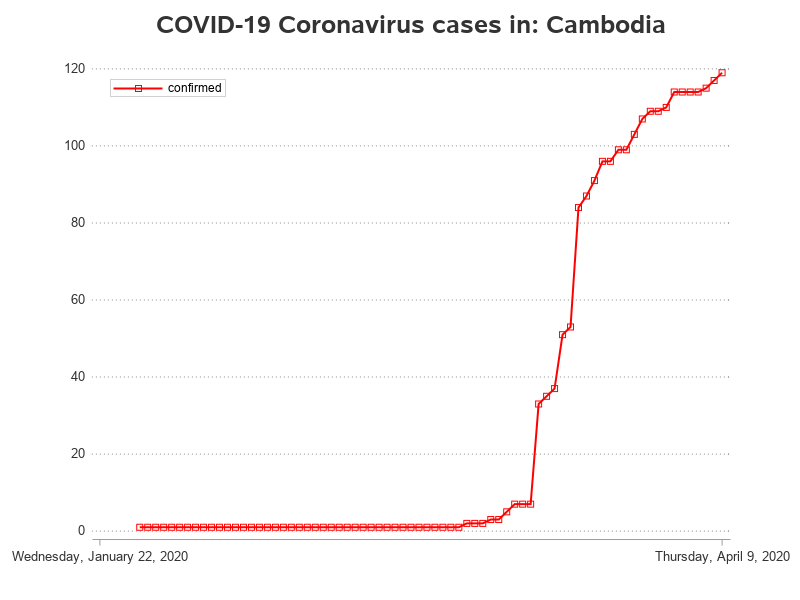 COVID-19 Coronavirus cases in: Cambodia
120
confirmed
100
80
60
40
20
0
Wednesday, January 22, 2020
Thursday, April 9, 2020